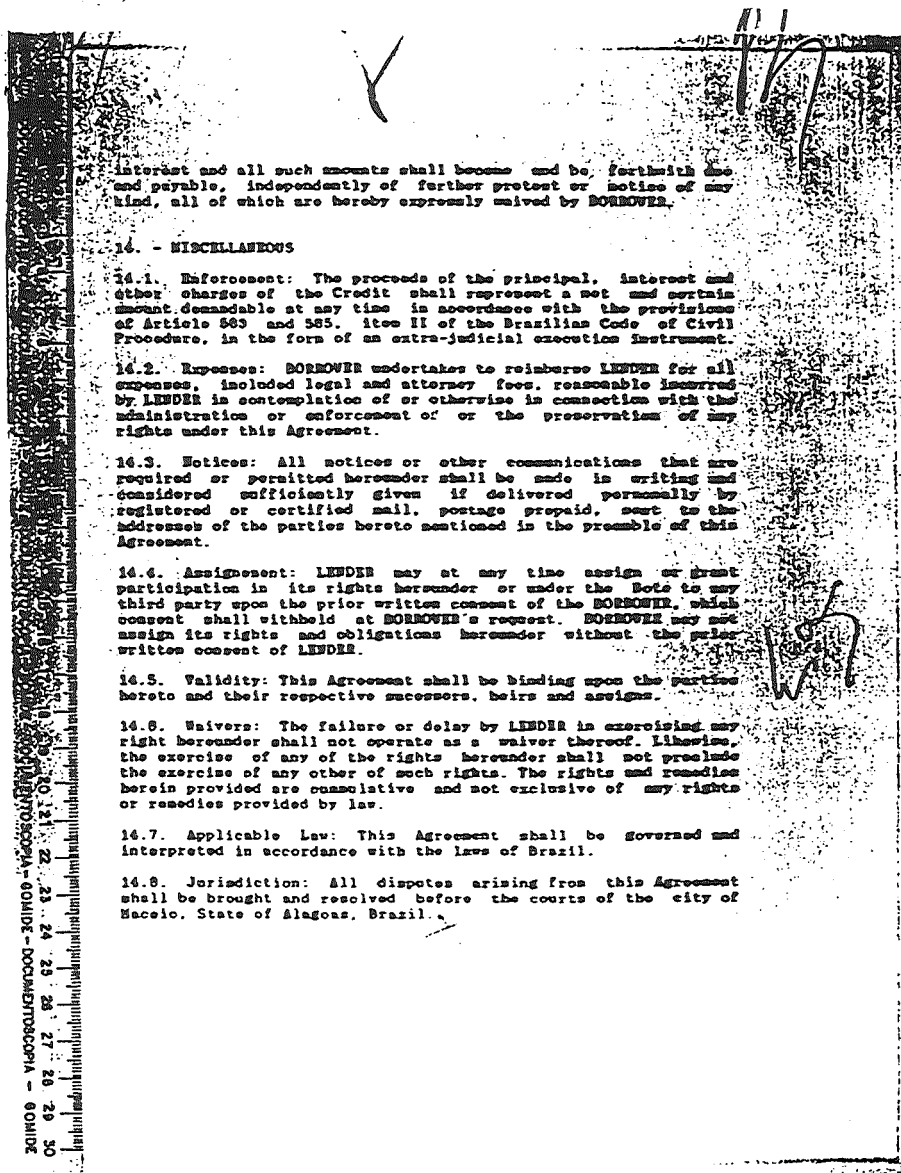 interest and all such amounts shall become and be, forthwith due
and payable, independently of further protest or notice of any
kind, all of which are hereby expressly waived by BORROWER.
14. - MISCELLANEOUS
14.1. Enforcement: The proceeds of the principal, interest and
other charges of the Credit shall represent a net and certain
amount demandable at any time in accordance with the provisions
of Article 583 and 585, item II of the Brazilian Code of Civil
Procedure, in the form of an extra-judicial execution Instrument.
14.2. Expenses: BORROWER undertakes to reimburse LENDER for all
expenses, included legal and attorney fees, reasonable incurred
by LENDER in contemplation of or otherwise in connection with the
administration or enforcement of or the preservation of any
rights under this Agreement.
14.3. Notices: All notices or other communications that are
required or permitted hereunder shall be made in writing and
considered sufficiently given if delivered personally by
registered or certified mail, postage prepaid, sent to the
addresses of the parties hereto mentioned in the preamble of this
Agreement.
14.4. Assignement: LENDER may at any time assign or grant
participation in its rights hereunder or under the Note to any
third party upon the prior written consent of the BORROWER, which
consent shall withheld at BORROWER's request. BORROWER may not
assign its rights and obligations hereunder without the prior
written consent of LENDER.
14.5. Validity: This Agreement shall be binding upon the parties
hereto and their respective sucessors, heirs and assigns.
14.6. Waivers: The failure or delay by LENDER in exercising any
right hereunder shall not operate as a waiver thereof. Likewise,
the exercise of any of the rights hereunder shall not preclude
the exercise of any other of such rights. The rights and remedies
herein provided are cumulative and not exclusive of any rights
or remedies provided by law.
14.7. Applicable Law: This Agreement shall be governed and
interpreted in accordance with the laws of Brazil.
14.8. Jurisdiction: All disputes arising from this Agreement
shall be brought and resolved before the courts of the city of
Maceio, State of Alagoas, Brazil.
20 21 22 23 24 25 26 27 28 29 30
DOCUMENTOSCOPIA - GOMIDE - DOCUMENTOSCOPIA - GOMIDE